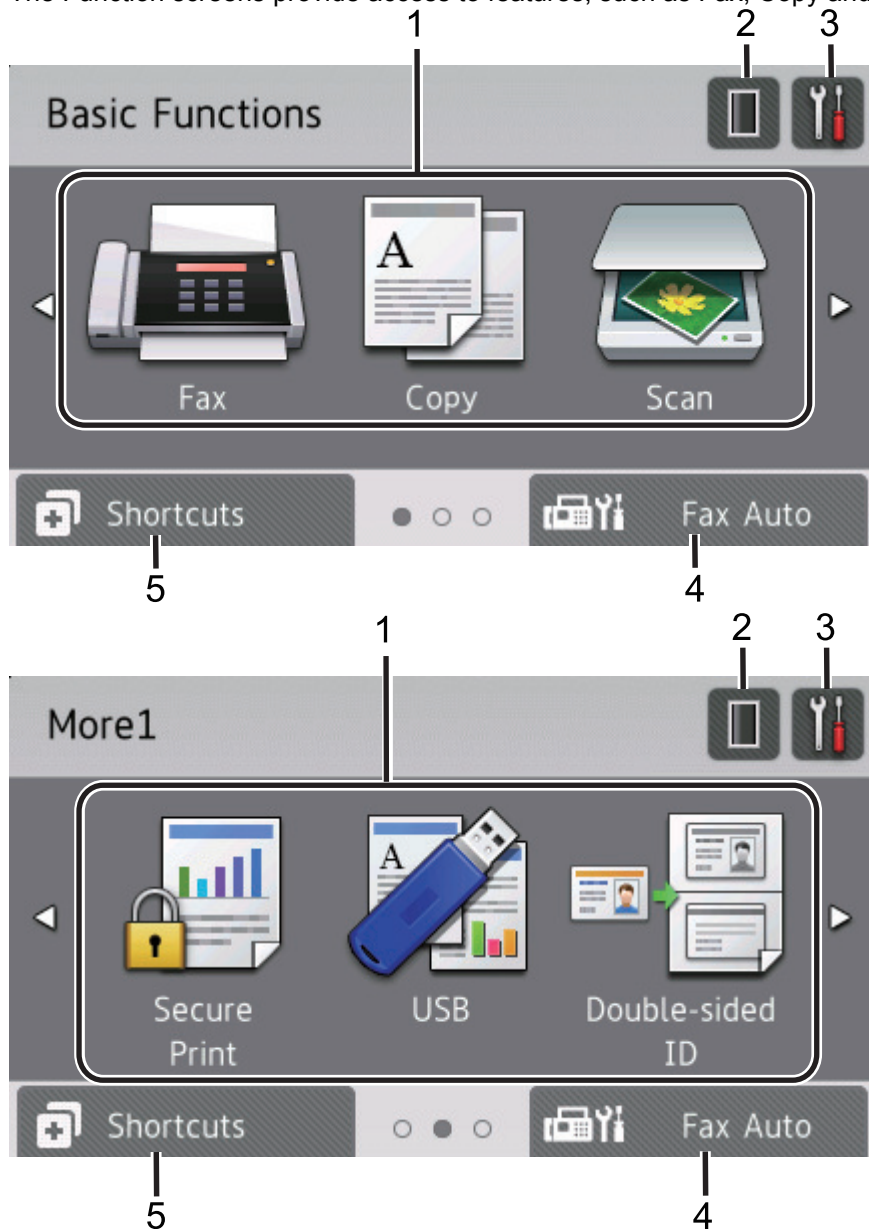 The Function screens provide access to features, such as Fax, Copy and
1
2
3
Basic Functions
A
Fax
Copy
Scan
Shortcuts
Fax Auto
5
4
1
2
3
More1
A
Secure
Print
USB
Double-sided
ID
Shortcuts
Fax Auto
5
4